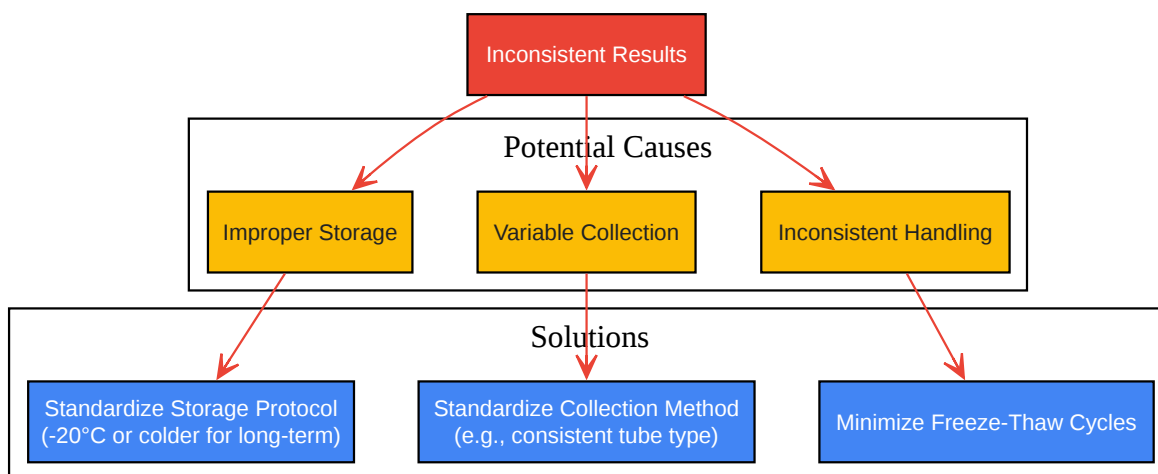 Inconsistent Results
Potential Causes
Improper Storage
Variable Collection
Inconsistent Handling
Solutions
Standardize Storage Protocol
(-20°C or colder for long-term)
Standardize Collection Method
(e.g., consistent tube type)
Minimize Freeze-Thaw Cycles